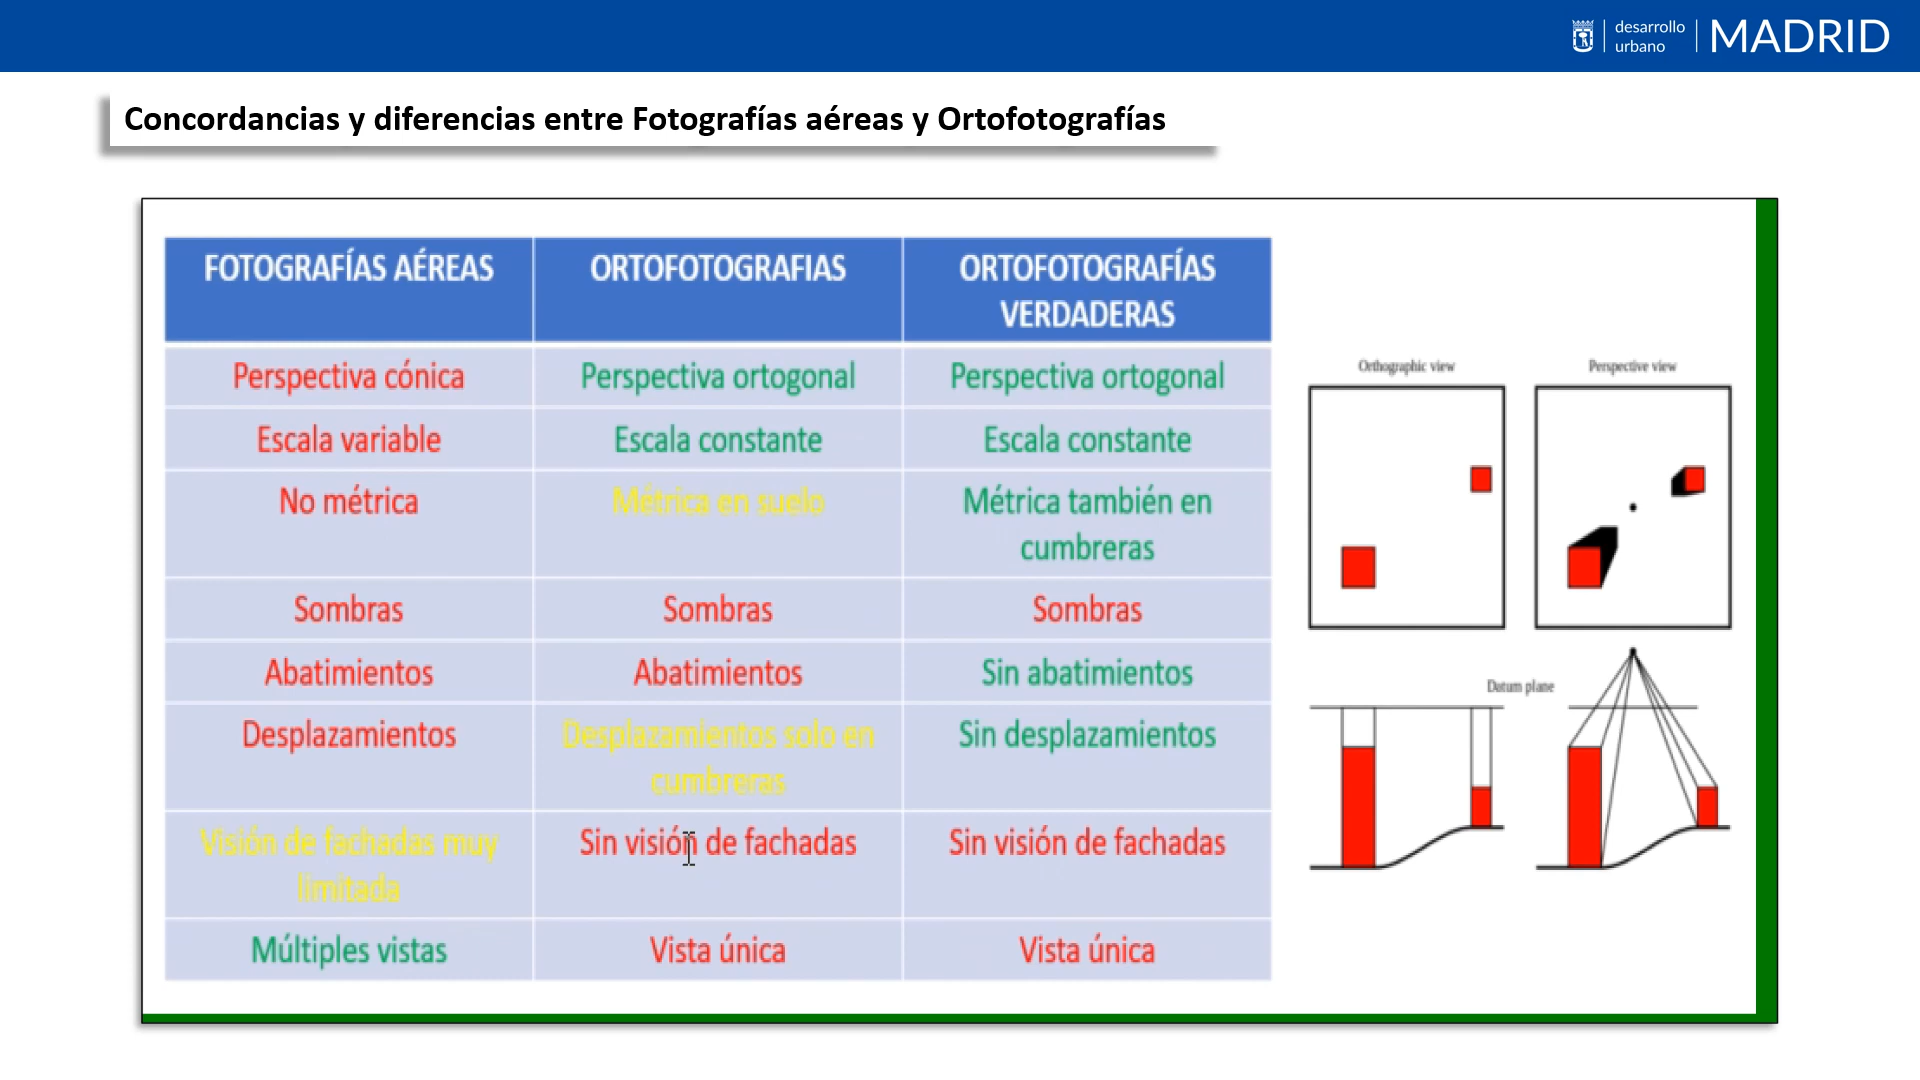 desarrollo
urbano
MADRID
Concordancias y diferencias entre Fotografías aéreas y Ortofotografías
FOTOGRAFÍAS AÉREAS
ORTOFOTOGRAFIAS
ORTOFOTOGRAFÍAS
VERDADERAS
Perspectiva cónica
Perspectiva ortogonal
Perspectiva ortogonal
Escala variable
Escala constante
Escala constante
No métrica
Métrica en suelo
Métrica también en
cumbreras
Sombras
Sombras
Sombras
Abatimientos
Abatimientos
Sin abatimientos
Desplazamientos
Desplazamientos solo en
cumbreras
Sin desplazamientos
Visión de fachadas muy
limitada
Sin visión de fachadas
Sin visión de fachadas
Múltiples vistas
Vista única
Vista única
Orthographic view
Perspective view
Datum plane